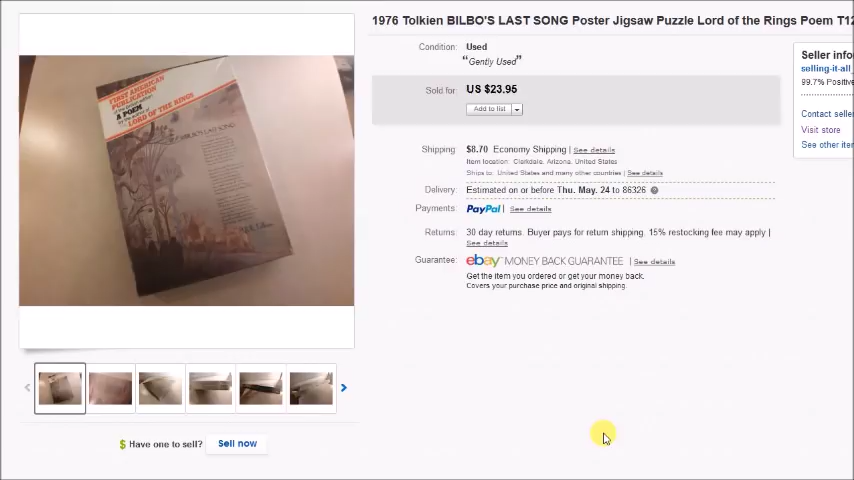 1976 Tolkien BILBO'S LAST SONG Poster Jigsaw Puzzle Lord of the Rings Poem T12
Condition: Used
“Gently Used”
Sold for: US $23.95
Add to list
Shipping: $8.70 Economy Shipping | See details
Item location: Clarkdale, Arizona, United States
Ships to: United States and many other countries | See details
Delivery: Estimated on or before Thu. May. 24 to 86326
Payments: PayPal | See details
Returns: 30 day returns. Buyer pays for return shipping. 15% restocking fee may apply |
See details
Guarantee: ebay MONEY BACK GUARANTEE | See details
Get the item you ordered or get your money back.
Covers your purchase price and original shipping.
Seller info
selling-it-all
99.7% Positive
Contact seller
Visit store
See other item
FIRST AMERICAN
PUBLICATION
A POEM
by the author of
LORD OF THE RINGS
BILBO'S LAST SONG
$ Have one to sell? Sell now